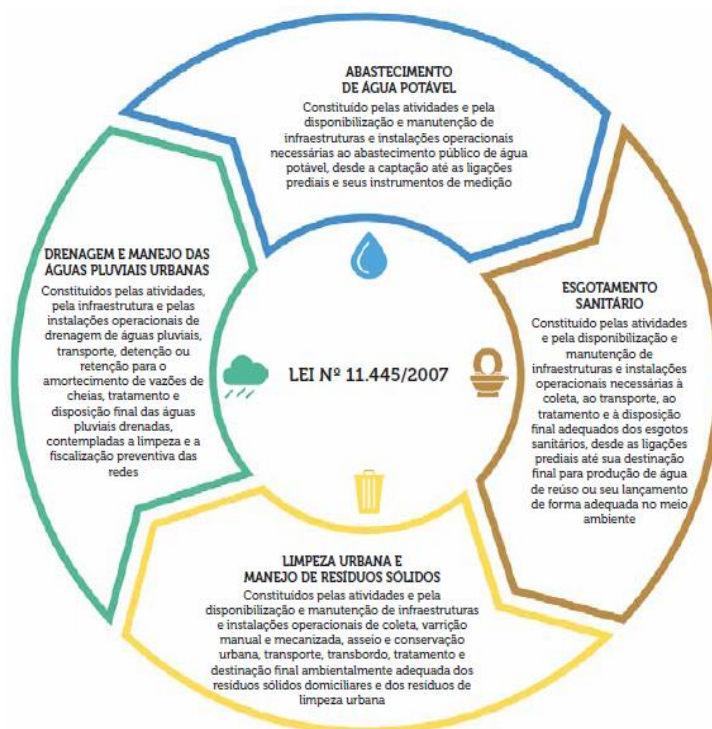 ABASTECIMENTO
DE ÁGUA POTÁVEL
Constituído pelas atividades e pela
disponibilização e manutenção de
infraestruturas e instalações operacionais
necessárias ao abastecimento público de água
potável, desde a captação até as ligações
prediais e seus instrumentos de medição
DRENAGEM E MANEJO DAS
ÁGUAS PLUVIAIS URBANAS
Constituídos pelas atividades,
pela infraestrutura e pelas
instalações operacionais de
drenagem de águas pluviais,
transporte, detenção ou
retenção para o
amortecimento de vazões de
cheias, tratamento e
disposição final das águas
pluviais drenadas,
contempladas a limpeza e a
fiscalização preventiva das
redes
LEI Nº 11.445/2007
ESGOTAMENTO
SANITÁRIO
Constituído pelas atividades
e pela disponibilização e
manutenção de
infraestruturas e instalações
operacionais necessárias à
coleta, ao transporte, ao
tratamento e à disposição
final adequados dos esgotos
sanitários, desde as ligações
prediais até sua destinação
final para produção de água
de reúso ou seu lançamento
de forma adequada no meio
ambiente
LIMPEZA URBANA E
MANEJO DE RESÍDUOS SÓLIDOS
Constituídos pelas atividades e pela
disponibilização e manutenção de infraestruturas
e instalações operacionais de coleta, varrição
manual e mecanizada, asseio e conservação
urbana, transporte, transbordo, tratamento e
destinação final ambientalmente adequada dos
resíduos sólidos domiciliares e dos resíduos de
limpeza urbana